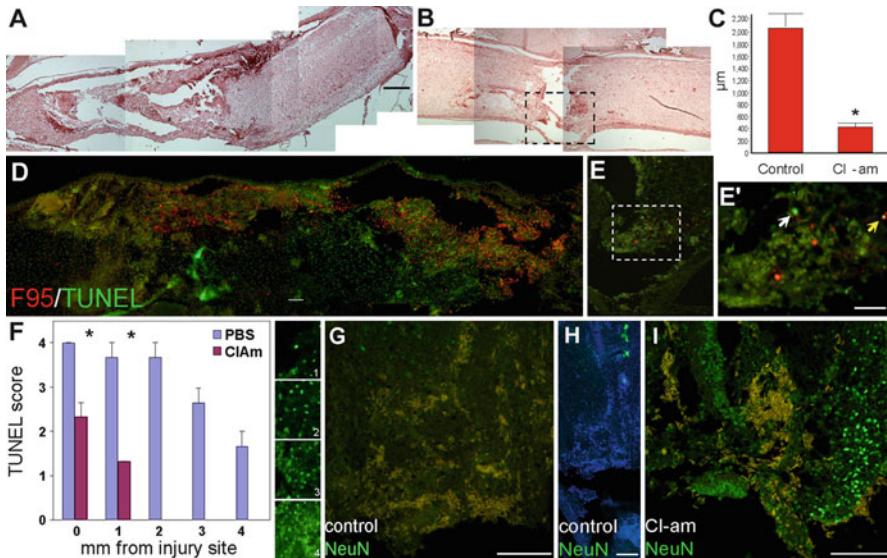 A
B
C
2,200
2,000
1,800
1,600
1,400
1,200
1,000
800
600
400
200
0
µm
*
Control
Cl -am
D
F95/TUNEL
E
E'
F
TUNEL score
4
3
2
1
0
*
*
PBS
ClAm
0 1 2 3 4
mm from injury site
1
2
3
4
G
control
NeuN
H
control
NeuN
I
Cl-am
NeuN